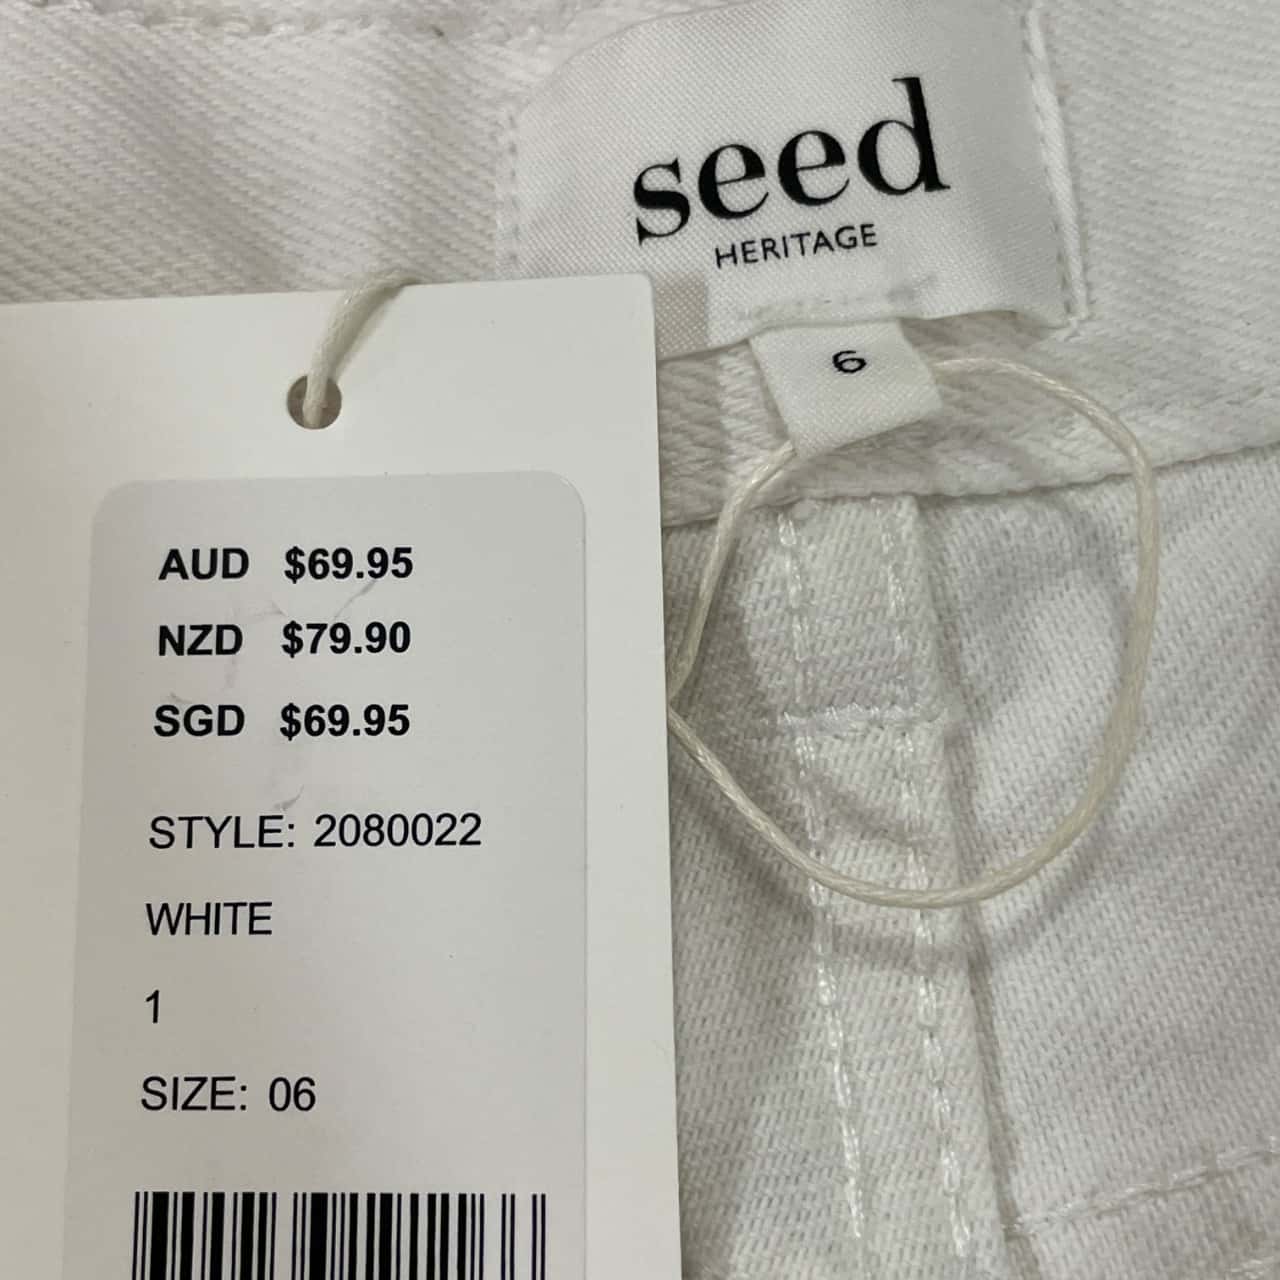 seed
HERITAGE
6
AUD $69.95
NZD $79.90
SGD $69.95
STYLE: 2080022
WHITE
1
SIZE: 06